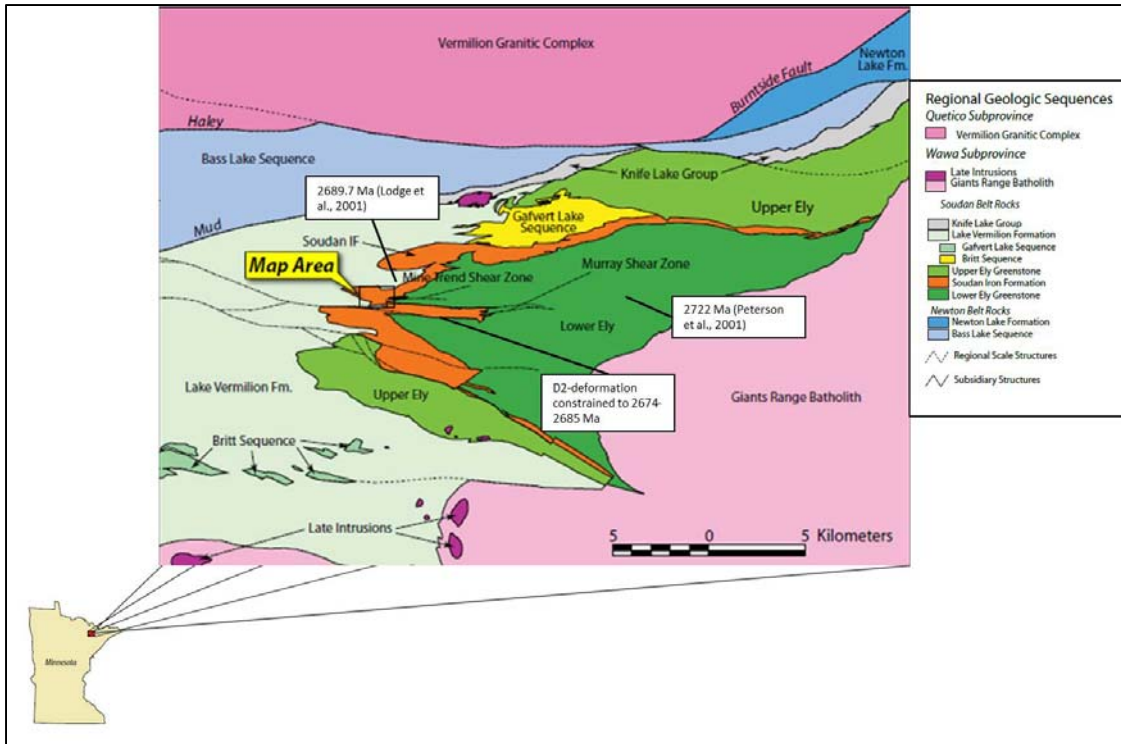 Vermilion Granitic Complex
Newton
Lake Fm.
Burntside Fault
Haley
Bass Lake Sequence
Knife Lake Group
2689.7 Ma (Lodge et
al., 2001)
Gafvert Lake
Sequence
Upper Ely
Mud
Soudan IF
Map Area
Mine Trend Shear Zone
Murray Shear Zone
2722 Ma (Peterson
et al., 2001)
Lower Ely
Lake Vermilion Fm.
Upper Ely
D2-deformation
constrained to 2674-
2685 Ma
Giants Range Batholith
Britt Sequence
Late Intrusions
5 0 5 Kilometers
Regional Geologic Sequences
Quetico Subprovince
Vermilion Granitic Complex
Wawa Subprovince
Late Intrusions
Giants Range Batholith
Soudan Belt Rocks
Knife Lake Group
Lake Vermilion Formation
Gafvert Lake Sequence
Britt Sequence
Upper Ely Greenstone
Soudan Iron Formation
Lower Ely Greenstone
Newton Belt Rocks
Newton Lake Formation
Bass Lake Sequence
Regional Scale Structures
Subsidiary Structures
Minnesota